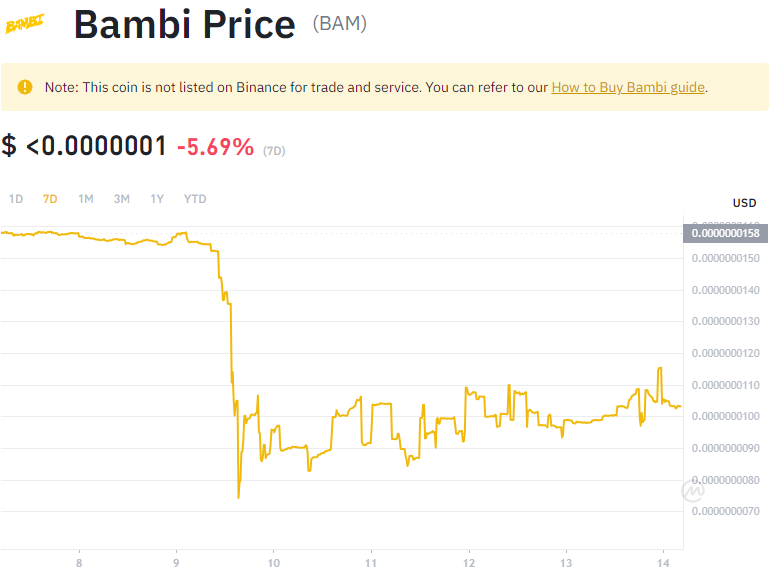 BAMBI
Bambi Price (BAM)
Note: This coin is not listed on Binance for trade and service. You can refer to our How to Buy Bambi guide.
$ <0.0000001 -5.69% (7D)
1D 7D 1M 3M 1Y YTD
USD
0.0000000158
0.0000000150
0.0000000140
0.0000000130
0.0000000120
0.0000000110
0.0000000100
0.0000000090
0.0000000080
0.0000000070
8 9 10 11 12 13 14